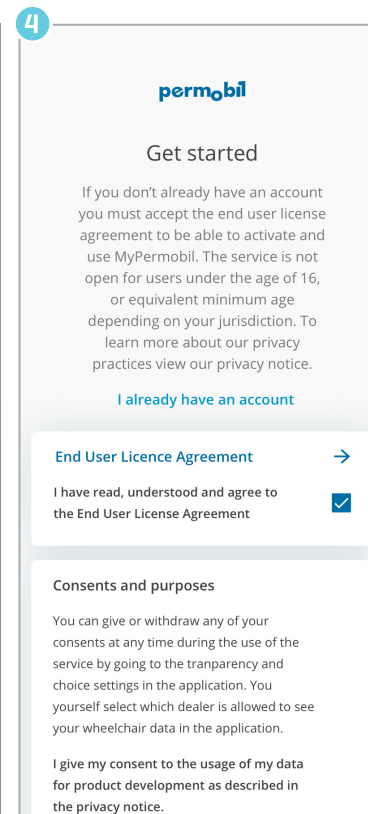 4
permobil
Get started
If you don’t already have an account
you must accept the end user license
agreement to be able to activate and
use MyPermobil. The service is not
open for users under the age of 16,
or equivalent minimum age
depending on your jurisdiction. To
learn more about our privacy
practices view our privacy notice.
I already have an account
End User Licence Agreement
I have read, understood and agree to
the End User License Agreement
Consents and purposes
You can give or withdraw any of your
consents at any time during the use of the
service by going to the tranparency and
choice settings in the application. You
yourself select which dealer is allowed to see
your wheelchair data in the application.
I give my consent to the usage of my data
for product development as described in
the privacy notice.